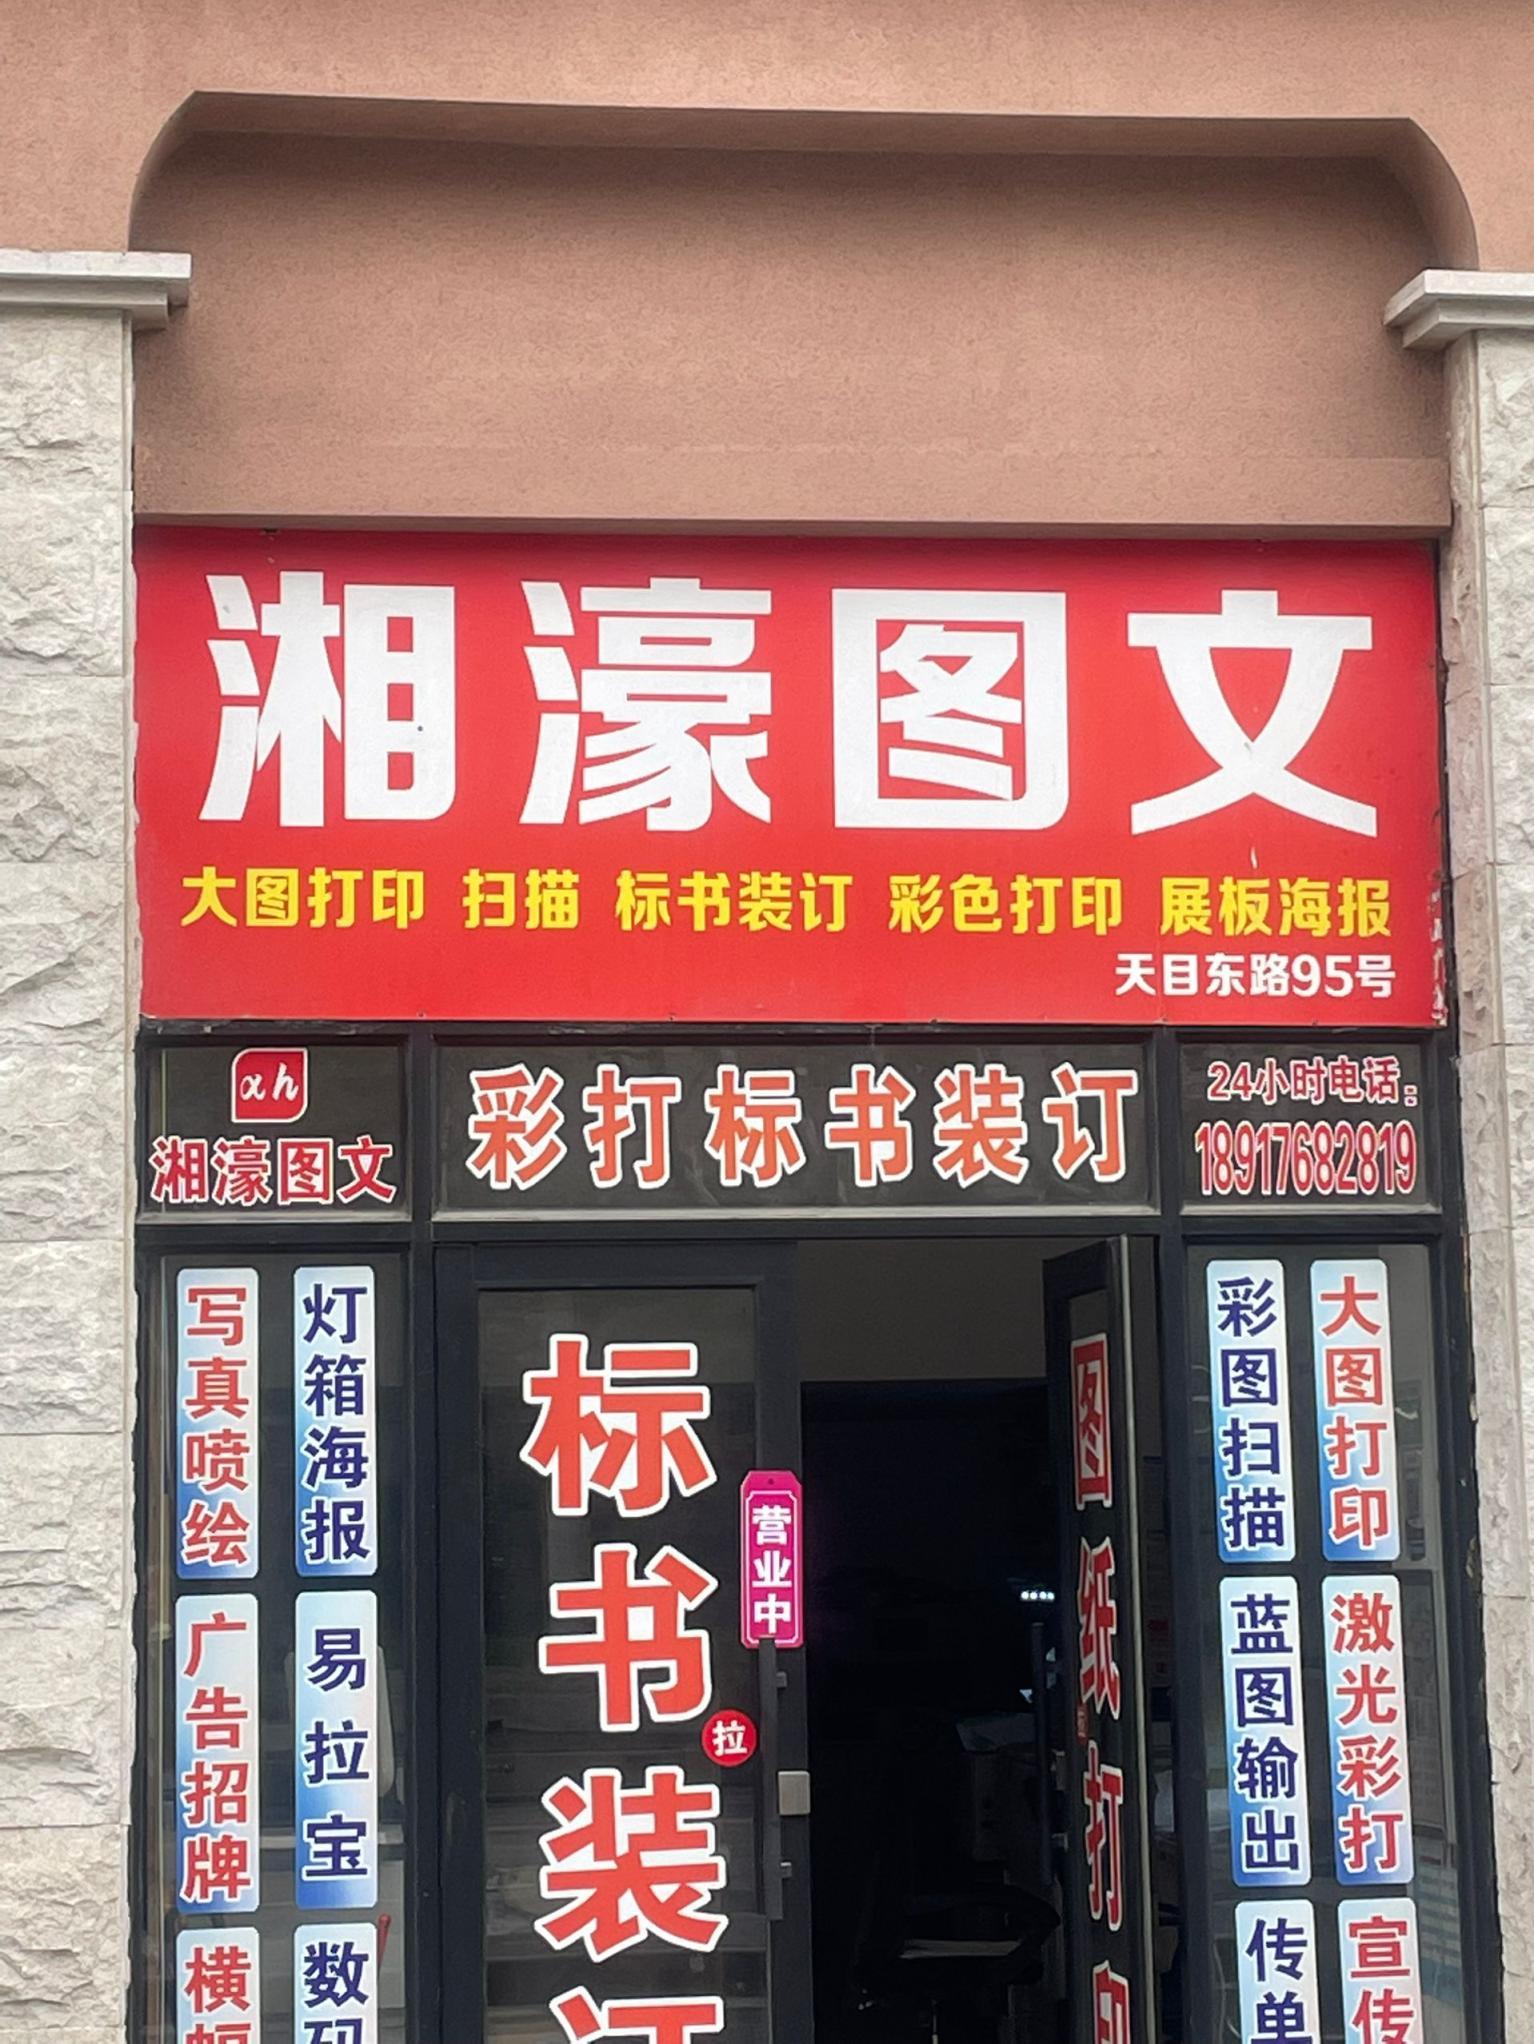 湘濠图文
大图打印 扫描 标书装订 彩色打印 展板海报
天目东路95号
xh
湘濠图文
彩打标书装订
24小时电话：
18917682819
写真喷绘
灯箱海报
广告招牌
易拉宝
横幅
数码
标书装订
营业中
拉
图纸打印
彩图扫描
大图打印
蓝图输出
激光彩打
传单
宣传